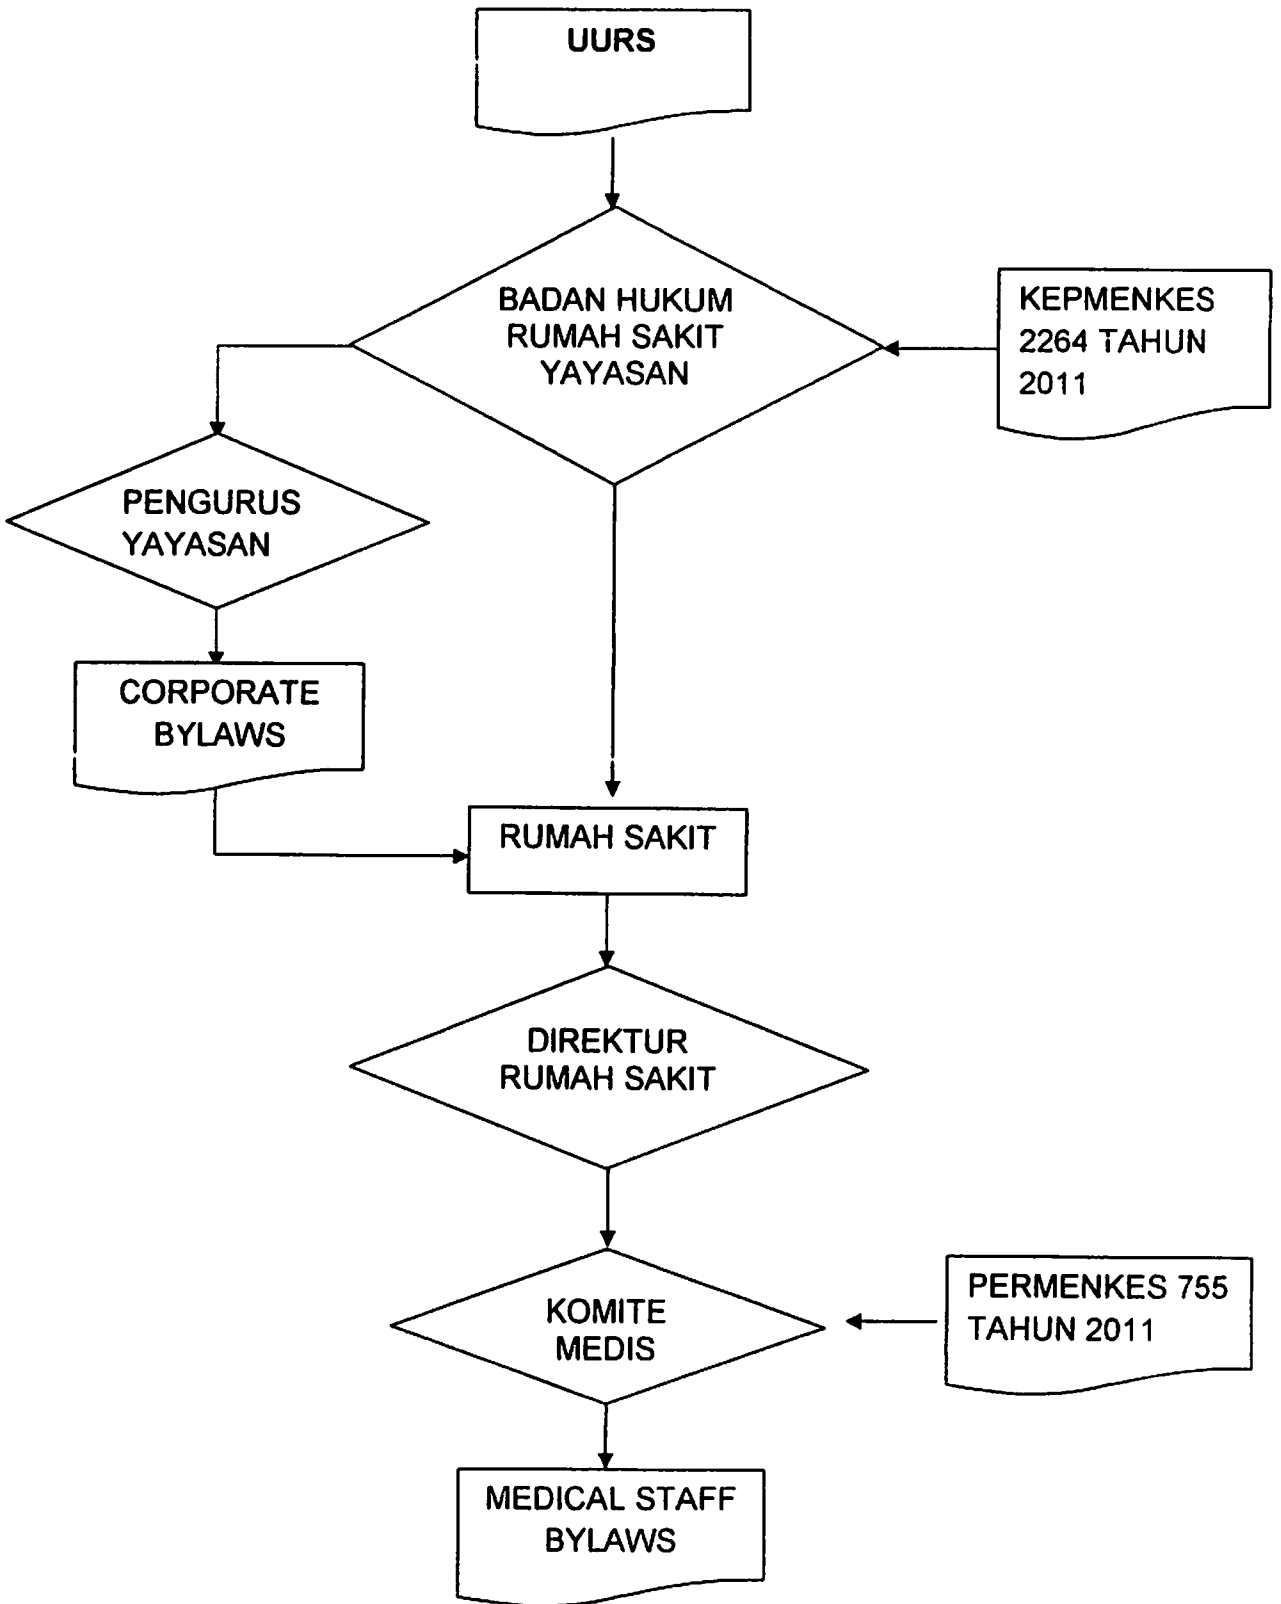 UURS
BADAN HUKUM
RUMAH SAKIT
YAYASAN
KEPMENKES
2264 TAHUN
2011
PENGURUS
YAYASAN
CORPORATE
BYLAWS
RUMAH SAKIT
DIREKTUR
RUMAH SAKIT
KOMITE
MEDIS
PERMENKES 755
TAHUN 2011
MEDICAL STAFF
BYLAWS